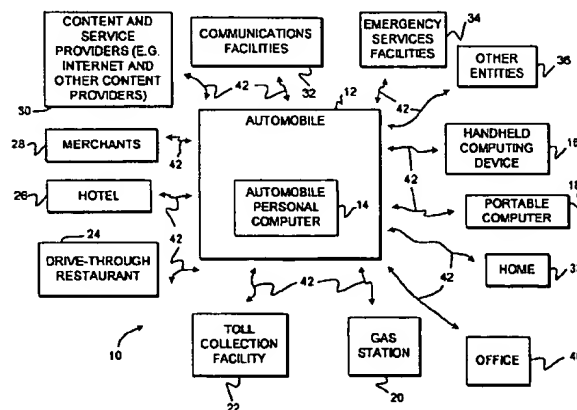 CONTENT AND
SERVICE PROVIDERS (E.G.
INTERNET AND
OTHER CONTENT
PROVIDERS)
30
COMMUNICATIONS
FACILITIES
32
EMERGENCY
SERVICES
FACILITIES
34
OTHER
ENTITIES
36
42
42
12
AUTOMOBILE
AUTOMOBILE
PERSONAL
COMPUTER
14
MERCHANTS
28
42
HOTEL
26
42
DRIVE-THROUGH
RESTAURANT
24
HANDHELD
COMPUTING
DEVICE
16
42
PORTABLE
COMPUTER
18
42
HOME
42
OFFICE
42
TOLL
COLLECTION
FACILITY
22
GAS
STATION
20
10